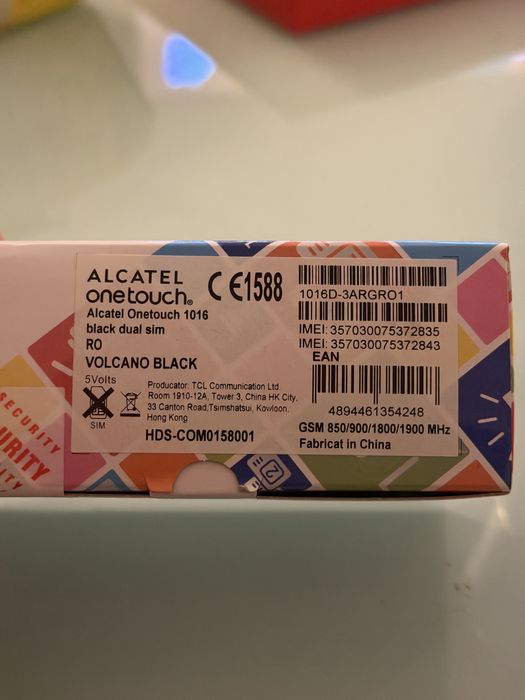 ALCATEL
onetouch®
CE1588
Alcatel Onetouch 1016
black dual sim
RO
VOLCANO BLACK
5Volts
SIM
Producator: TCL Communication Ltd.
Room 1910-12A, Tower 3, China HK City,
33 Canton Road,Tsimshatsui, Kowloon,
Hong Kong
HDS-COM0158001
1016D-3ARGRO1
IMEI: 357030075372835
IMEI: 357030075372843
EAN
4894461354248
GSM 850/900/1800/1900 MHz
Fabricat in China
SECURITY
URITY
ITY
2